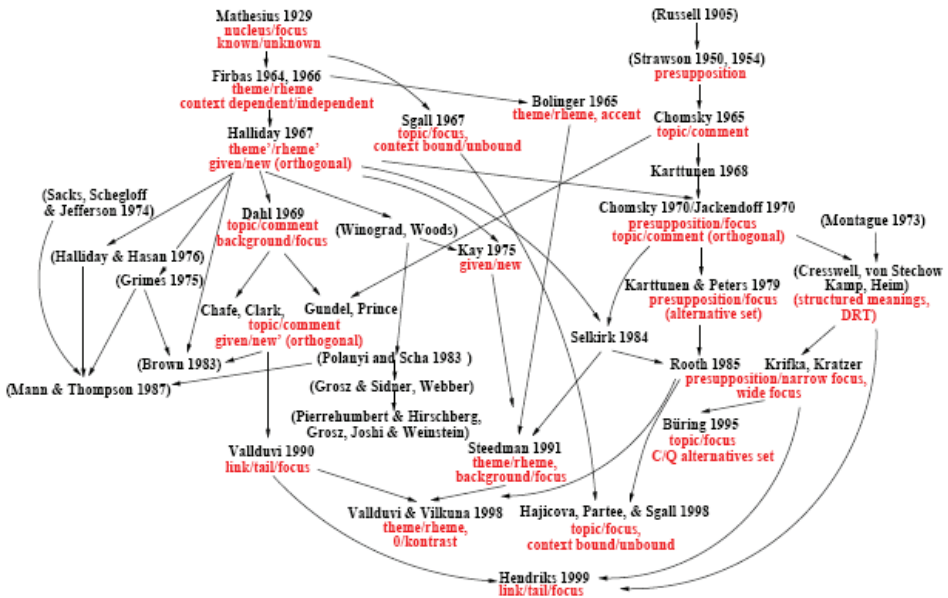 Mathesius 1929
nucleus/focus
known/unknown
(Russell 1905)
Firbas 1964, 1966
theme/rheme
context dependent/independent
(Strawson 1950, 1954)
presupposition
Bolinger 1965
theme/rheme, accent
Sgall 1967
topic/focus,
context bound/unbound
Chomsky 1965
topic/comment
Halliday 1967
theme'/rheme'
given/new (orthogonal)
Karttunen 1968
(Sacks, Schegloff
& Jefferson 1974)
Dahl 1969
topic/comment
background/focus
(Winograd, Woods)
Chomsky 1970/Jackendoff 1970
presupposition/focus
topic/comment (orthogonal)
(Montague 1973)
(Halliday & Hasan 1976)
(Grimes 1975)
Kay 1975
given/new
(Cresswell, von Stechow
Kamp, Heim)
(structured meanings,
DRT)
Karttunen & Peters 1979
presupposition/focus
(alternative set)
Chafe, Clark,
topic/comment
given/new' (orthogonal)
Gundel, Prince
Selkirk 1984
(Brown 1983)
(Polanyi and Scha 1983 )
Rooth 1985
Krifka, Kratzer
presupposition/narrow focus,
wide focus
(Mann & Thompson 1987)
(Grosz & Sidner, Webber)
(Pierrehumbert & Hirschberg,
Grosz, Joshi & Weinstein)
Büring 1995
topic/focus
C/Q alternatives set
Vallduvi 1990
link/tail/focus
Steedman 1991
theme/rheme,
background/focus
Vallduvi & Vilkuna 1998
theme/rheme,
0/kontrast
Hajicova, Partee, & Sgall 1998
topic/focus,
context bound/unbound
Hendriks 1999
link/tail/focus